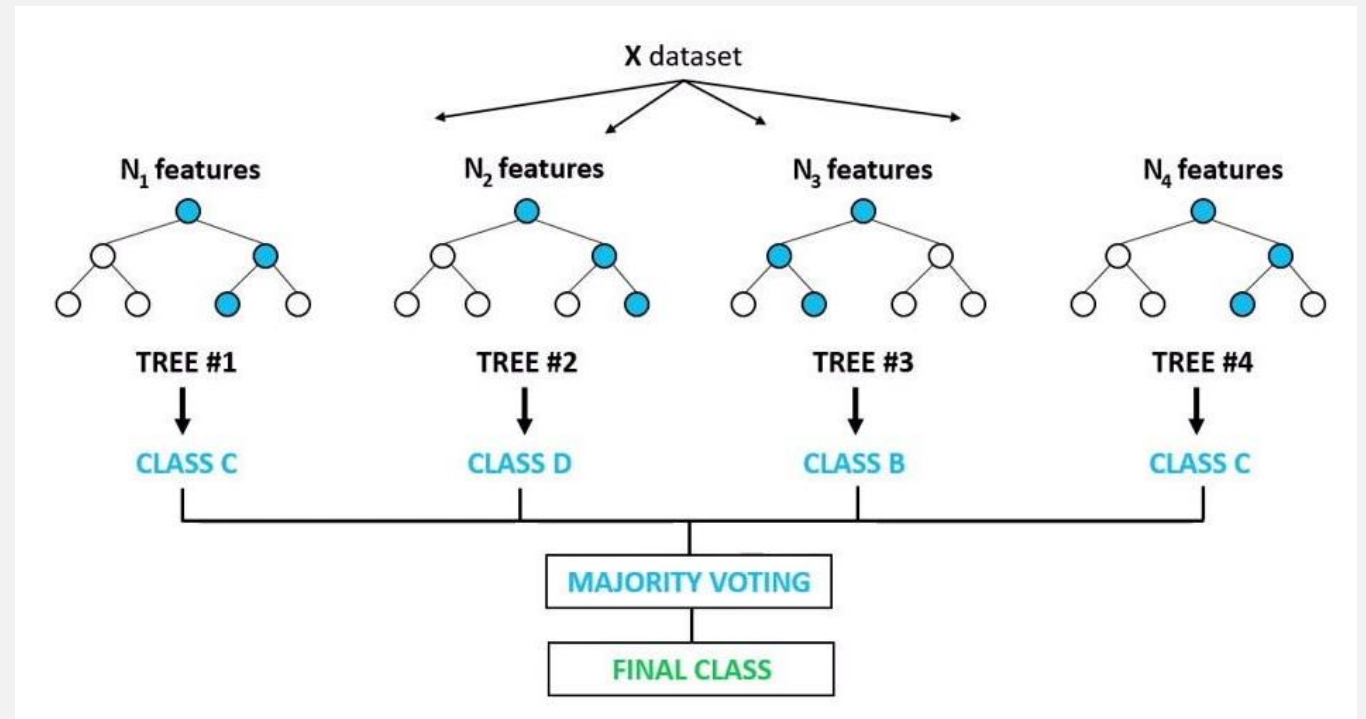 X dataset
N1 features
N2 features
N3 features
N4 features
TREE #1
TREE #2
TREE #3
TREE #4
CLASS C
CLASS D
CLASS B
CLASS C
MAJORITY VOTING
FINAL CLASS